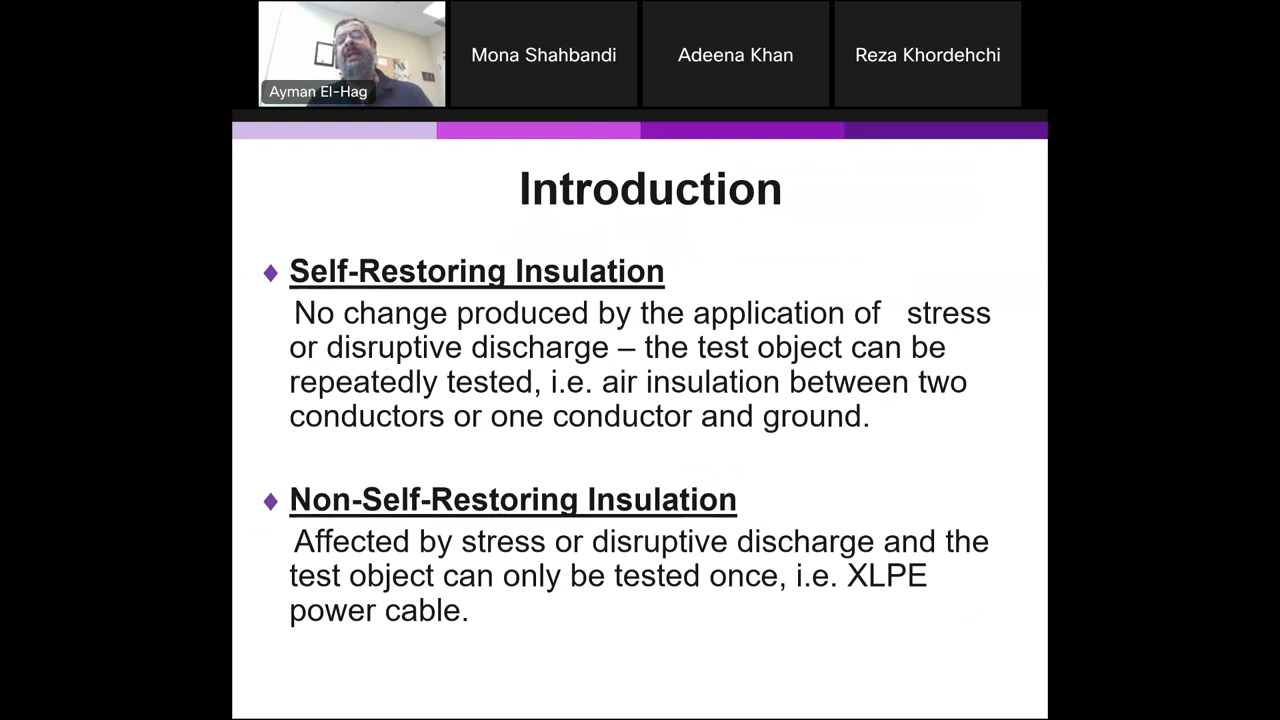 Ayman El-Hag
Mona Shahbandi
Adeena Khan
Reza Khordehchi
Introduction
♦ Self-Restoring Insulation
No change produced by the application of   stress
or disruptive discharge – the test object can be
repeatedly tested, i.e. air insulation between two
conductors or one conductor and ground.
♦ Non-Self-Restoring Insulation
Affected by stress or disruptive discharge and the
test object can only be tested once, i.e. XLPE
power cable.